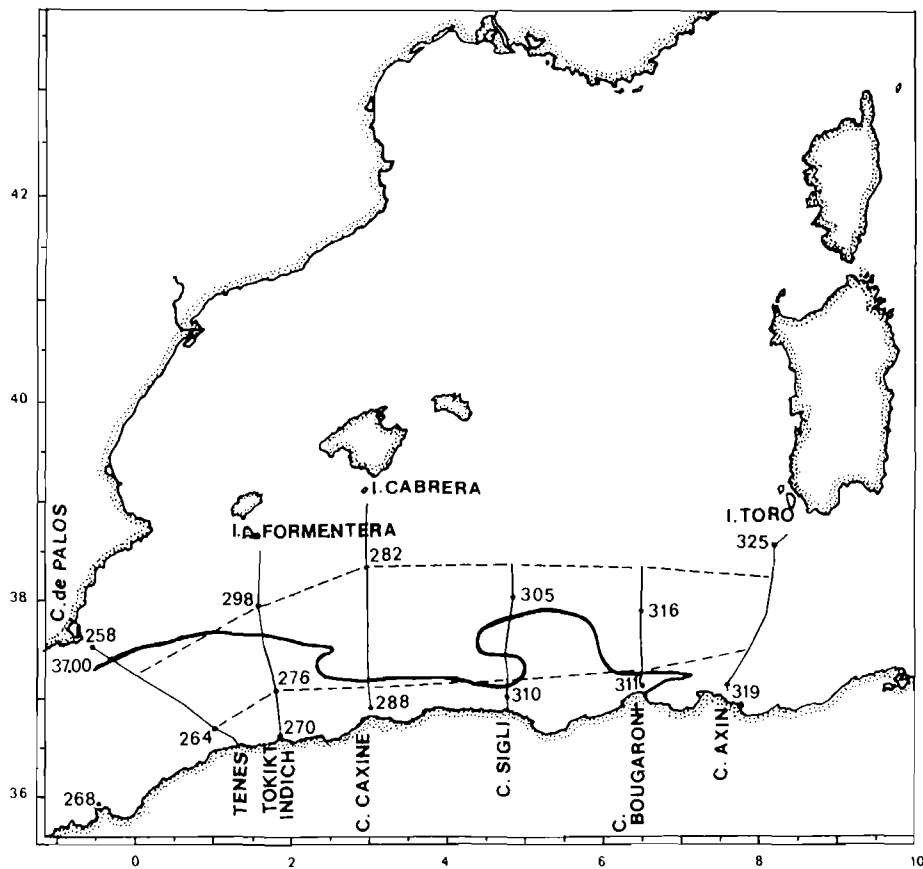 42
40
38
36
0
2
4
6
8
10
C. de PALOS
I. FORMENTERA
I. CABRERA
I. TORO
325
282
298
305
316
258
37.00
276
311
319
310
288
264
270
268
TENES
TOKIKT
INDICH
C. CAXINE
C. SIGLI
C.
BOUGARONI
C. AXIN